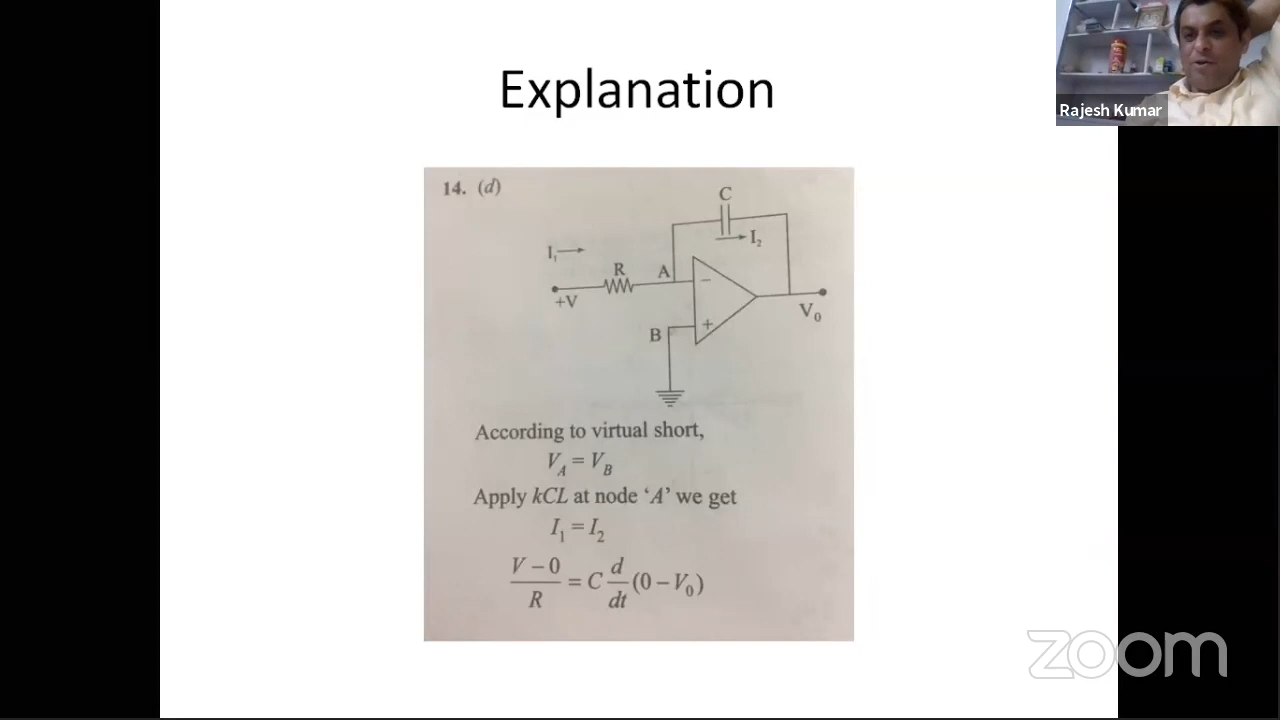 Explanation
Rajesh Kumar
14. (d)
C
I₂
I₁
R
A
−
+V
V₀
B
+
According to virtual short,
V_A = V_B
Apply kCL at node ‘A’ we get
I₁ = I₂
(V − 0)/R = C d/dt (0 − V₀)
zoom